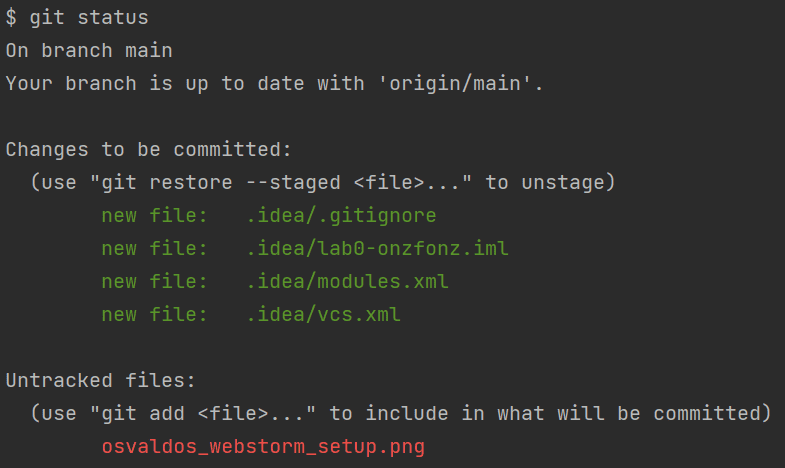 $ git status
On branch main
Your branch is up to date with 'origin/main'.
Changes to be committed:
(use "git restore --staged <file>..." to unstage)
new file: .idea/.gitignore
new file: .idea/lab0-onzfonz.iml
new file: .idea/modules.xml
new file: .idea/vcs.xml
Untracked files:
(use "git add <file>..." to include in what will be committed)
osvaldos_webstorm_setup.png